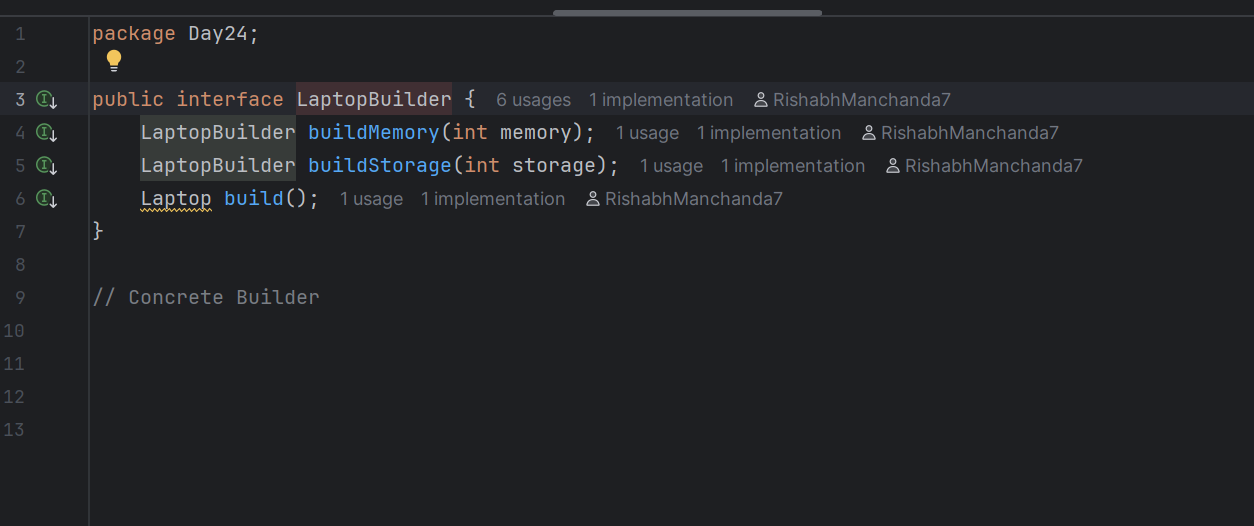 1 package Day24;
2
3 public interface LaptopBuilder { 6 usages 1 implementation RishabhManchanda7
4 LaptopBuilder buildMemory(int memory); 1 usage 1 implementation RishabhManchanda7
5 LaptopBuilder buildStorage(int storage); 1 usage 1 implementation RishabhManchanda7
6 Laptop build(); 1 usage 1 implementation RishabhManchanda7
7 }
8
9 // Concrete Builder
10
11
12
13